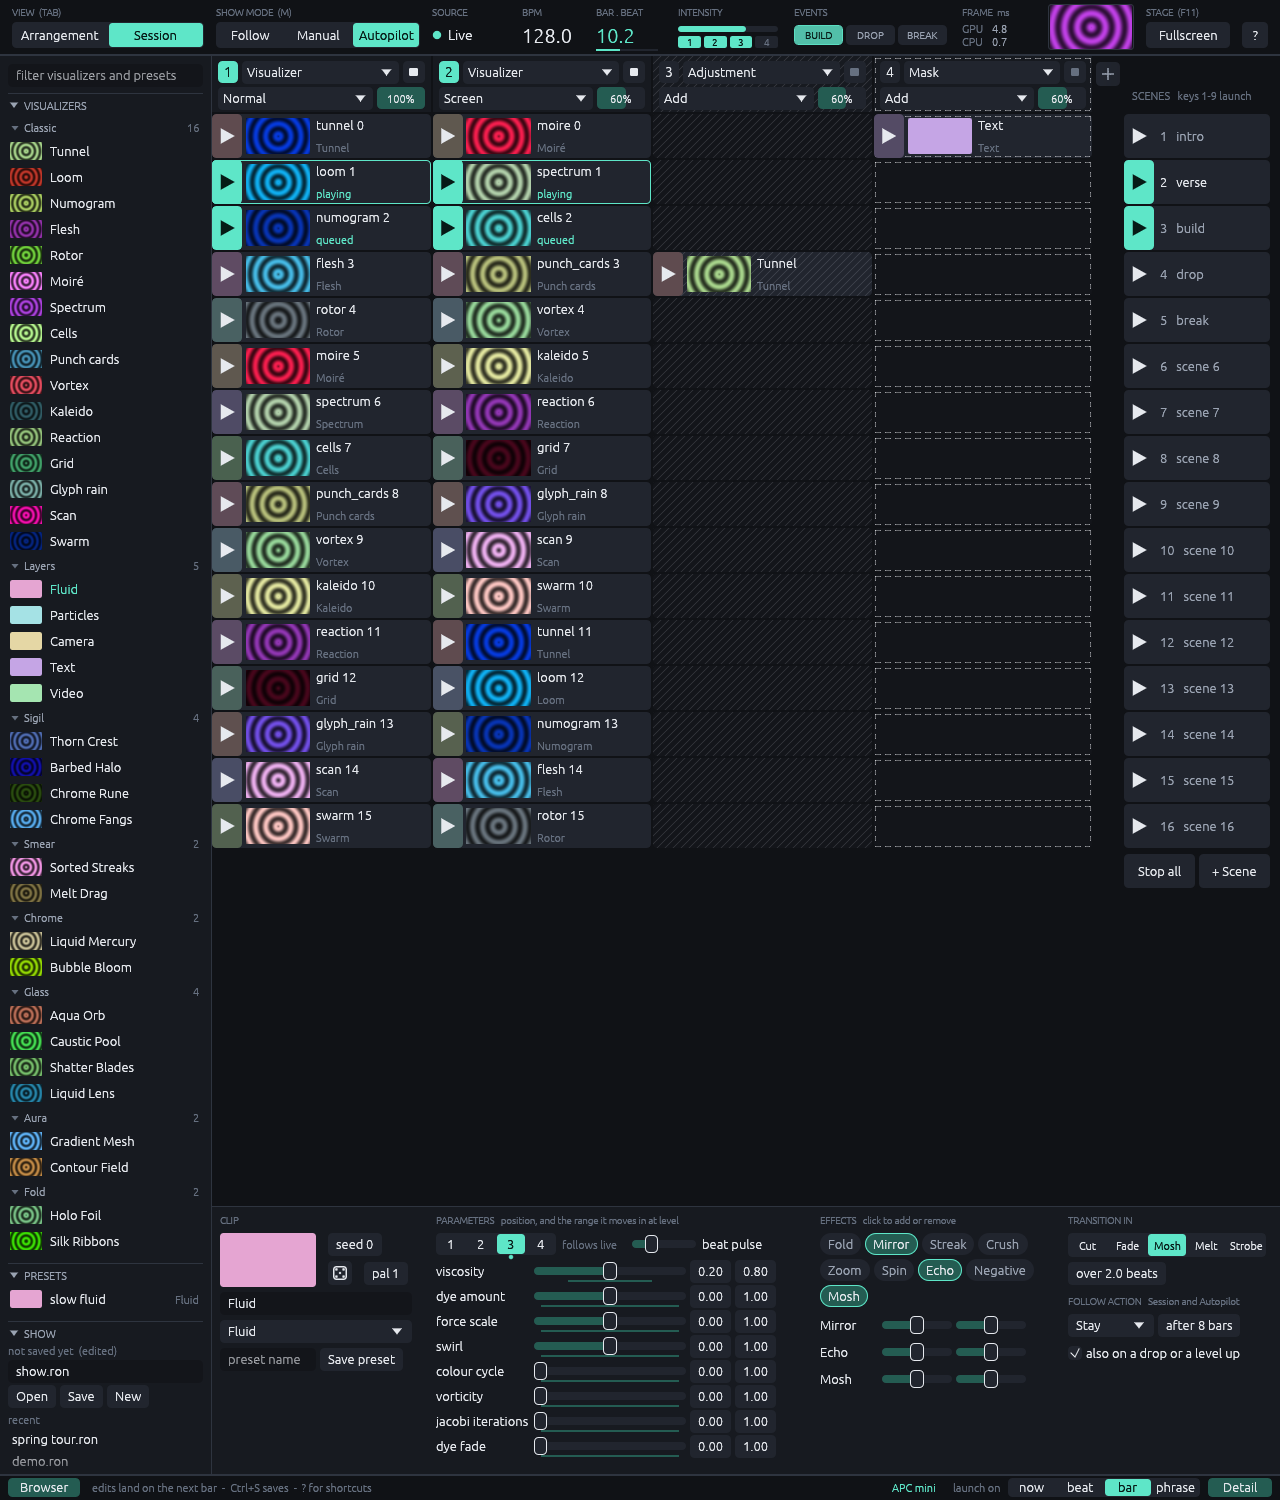 VIEW (TAB) SHOW MODE (M) SOURCE BPM BAR . BEAT INTENSITY EVENTS FRAME ms STAGE (F11)
Arrangement Session Follow Manual Autopilot Live 128.0 10.2 1 2 3 4 BUILD DROP BREAK GPU 4.8 CPU 0.7 Fullscreen ?
filter visualizers and presets
VISUALIZERS
Classic 16
Tunnel
Loom
Numogram
Flesh
Rotor
Moiré
Spectrum
Cells
Punch cards
Vortex
Kaleido
Reaction
Grid
Glyph rain
Scan
Swarm
Layers 5
Fluid
Particles
Camera
Text
Video
Sigil 4
Thorn Crest
Barbed Halo
Chrome Rune
Chrome Fangs
Smear 2
Sorted Streaks
Melt Drag
Chrome 2
Liquid Mercury
Bubble Bloom
Glass 4
Aqua Orb
Caustic Pool
Shatter Blades
Liquid Lens
Aura 2
Gradient Mesh
Contour Field
Fold 2
Holo Foil
Silk Ribbons
PRESETS
slow fluid Fluid
SHOW
not saved yet (edited)
show.ron
Open Save New
recent
spring tour.ron
demo.ron
1 Visualizer
Normal 100%
tunnel 0
Tunnel
loom 1
playing
numogram 2
queued
flesh 3
Flesh
rotor 4
Rotor
moire 5
Moiré
spectrum 6
Spectrum
cells 7
Cells
punch_cards 8
Punch cards
vortex 9
Vortex
kaleido 10
Kaleido
reaction 11
Reaction
grid 12
Grid
glyph_rain 13
Glyph rain
scan 14
Scan
swarm 15
Swarm
2 Visualizer
Screen 60%
moire 0
Moiré
spectrum 1
playing
cells 2
queued
punch_cards 3
Punch cards
vortex 4
Vortex
kaleido 5
Kaleido
reaction 6
Reaction
grid 7
Grid
glyph_rain 8
Glyph rain
scan 9
Scan
swarm 10
Swarm
tunnel 11
Tunnel
loom 12
Loom
numogram 13
Numogram
flesh 14
Flesh
rotor 15
Rotor
3 Adjustment
Add 60%
Tunnel
Tunnel
4 Mask
Add 60%
Text
Text
+
SCENES keys 1-9 launch
1 intro
2 verse
3 build
4 drop
5 break
6 scene 6
7 scene 7
8 scene 8
9 scene 9
10 scene 10
11 scene 11
12 scene 12
13 scene 13
14 scene 14
15 scene 15
16 scene 16
Stop all + Scene
CLIP
seed 0
pal 1
Fluid
Fluid
preset name Save preset
PARAMETERS position, and the range it moves in at level
1 2 3 4 follows live beat pulse
viscosity 0.20 0.80
dye amount 0.00 1.00
force scale 0.00 1.00
swirl 0.00 1.00
colour cycle 0.00 1.00
vorticity 0.00 1.00
jacobi iterations 0.00 1.00
dye fade 0.00 1.00
EFFECTS click to add or remove
Fold Mirror Streak Crush
Zoom Spin Echo Negative
Mosh
Mirror
Echo
Mosh
TRANSITION IN
Cut Fade Mosh Melt Strobe
over 2.0 beats
FOLLOW ACTION Session and Autopilot
Stay after 8 bars
also on a drop or a level up
Browser edits land on the next bar - Ctrl+S saves - ? for shortcuts APC mini launch on now beat bar phrase Detail